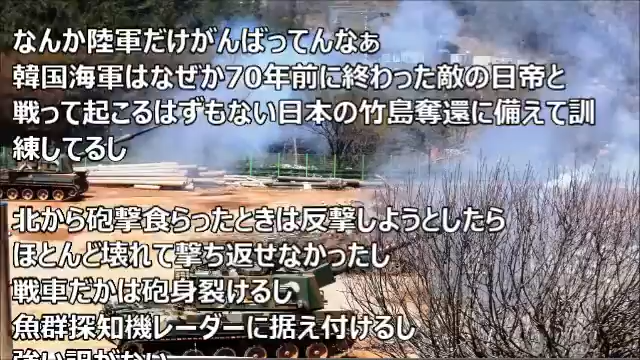 なんか陸軍だけがんばってんなぁ
韓国海軍はなぜか70年前に終わった敵の日帝と
戦って起こるはずもない日本の竹島奪還に備えて訓
練してるし
北から砲撃食らったときは反撃しようとしたら
ほとんど壊れて撃ち返せなかったし
戦車だかは砲身裂けるし
魚群探知機レーダーに据え付けるし
強い訳がない